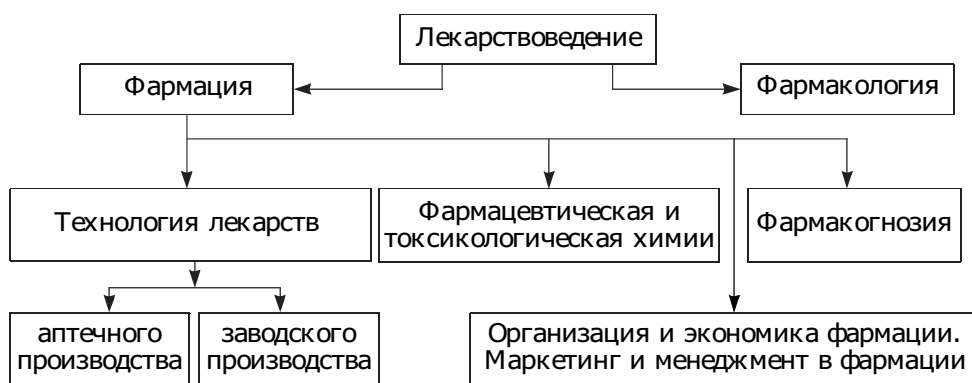 Лекарствоведение
Фармация
Фармакология
Технология лекарств
Фармацевтическая и
токсикологическая химии
Фармакогнозия
аптечного
производства
заводского
производства
Организация и экономика фармации.
Маркетинг и менеджмент в фармации